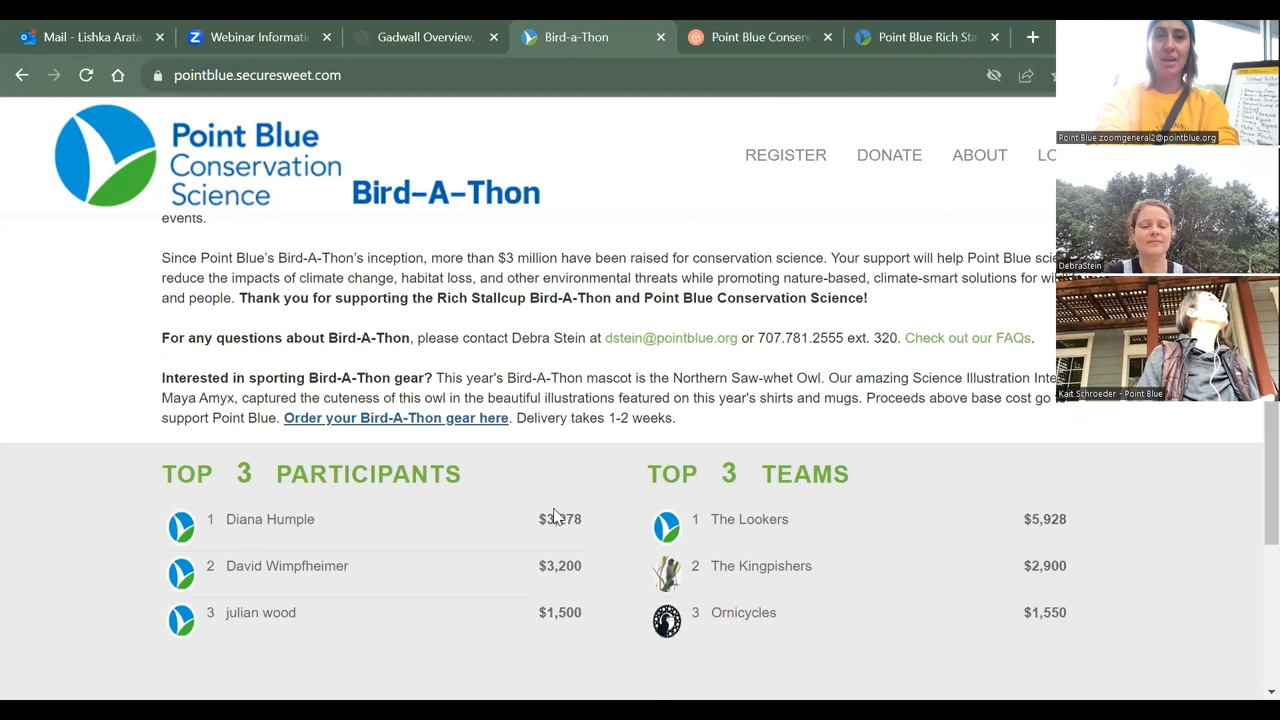 Mail - Lishka Arata
Webinar Informati
Gadwall Overview,
Bird-a-Thon
Point Blue Conserv
Point Blue Rich Sta
pointblue.securesweet.com
Point Blue
Conservation
Science
Bird-A-Thon
REGISTER DONATE ABOUT LO
events.
Since Point Blue's Bird-A-Thon's inception, more than $3 million have been raised for conservation science. Your support will help Point Blue scie
reduce the impacts of climate change, habitat loss, and other environmental threats while promoting nature-based, climate-smart solutions for wi
and people. Thank you for supporting the Rich Stallcup Bird-A-Thon and Point Blue Conservation Science!
For any questions about Bird-A-Thon, please contact Debra Stein at dstein@pointblue.org or 707.781.2555 ext. 320. Check out our FAQs.
Interested in sporting Bird-A-Thon gear? This year's Bird-A-Thon mascot is the Northern Saw-whet Owl. Our amazing Science Illustration Inte
Maya Amyx, captured the cuteness of this owl in the beautiful illustrations featured on this year's shirts and mugs. Proceeds above base cost go
support Point Blue. Order your Bird-A-Thon gear here. Delivery takes 1-2 weeks.
TOP 3 PARTICIPANTS
1 Diana Humple
2 David Wimpfheimer $3,200
3 julian wood $1,500
TOP 3 TEAMS
1 The Lookers $5,928
2 The Kingpishers $2,900
3 Ornicycles $1,550
Point Blue zoomgeneral2@pointblue.org
DebraStein
Kait Schroeder - Point Blue